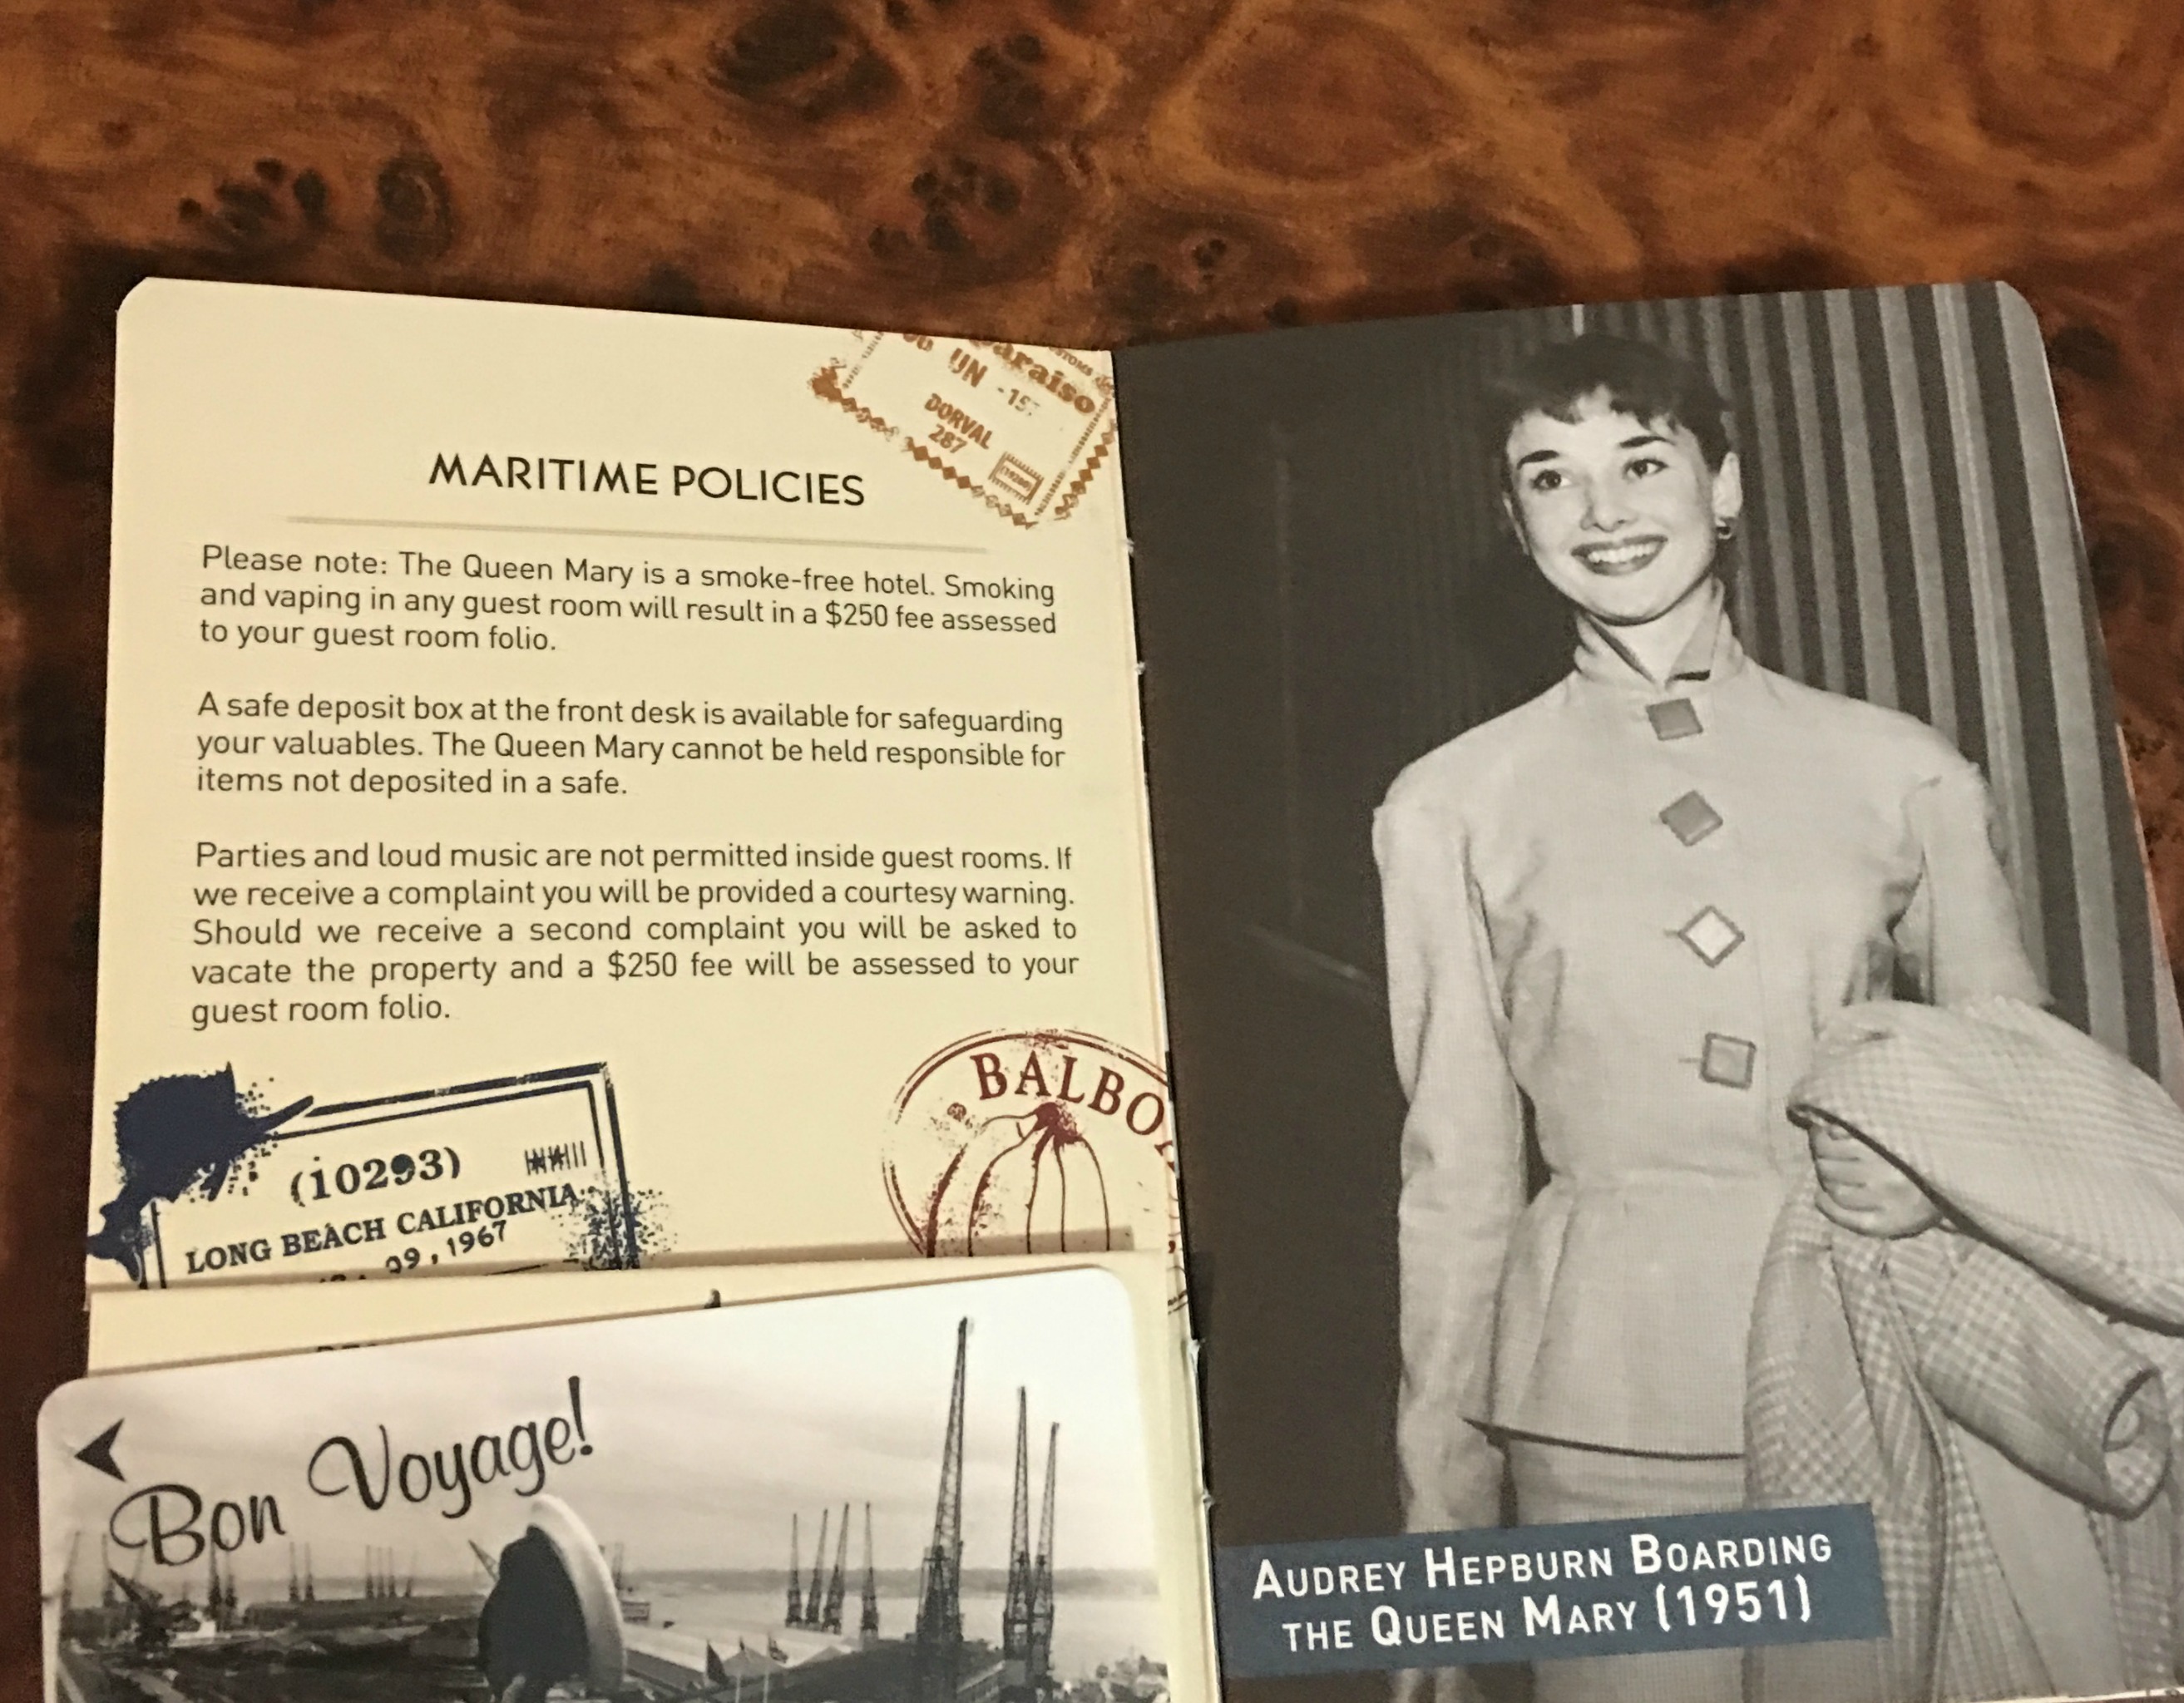 araiso
UN -15
DORVAL
287
MARITIME POLICIES
Please note: The Queen Mary is a smoke-free hotel. Smoking
and vaping in any guest room will result in a $250 fee assessed
to your guest room folio.
A safe deposit box at the front desk is available for safeguarding
your valuables. The Queen Mary cannot be held responsible for
items not deposited in a safe.
Parties and loud music are not permitted inside guest rooms. If
we receive a complaint you will be provided a courtesy warning.
Should we receive a second complaint you will be asked to
vacate the property and a $250 fee will be assessed to your
guest room folio.
BALBOA
(10293)
LONG BEACH CALIFORNIA
09, 1967
Bon Voyage!
AUDREY HEPBURN BOARDING
THE QUEEN MARY (1951)